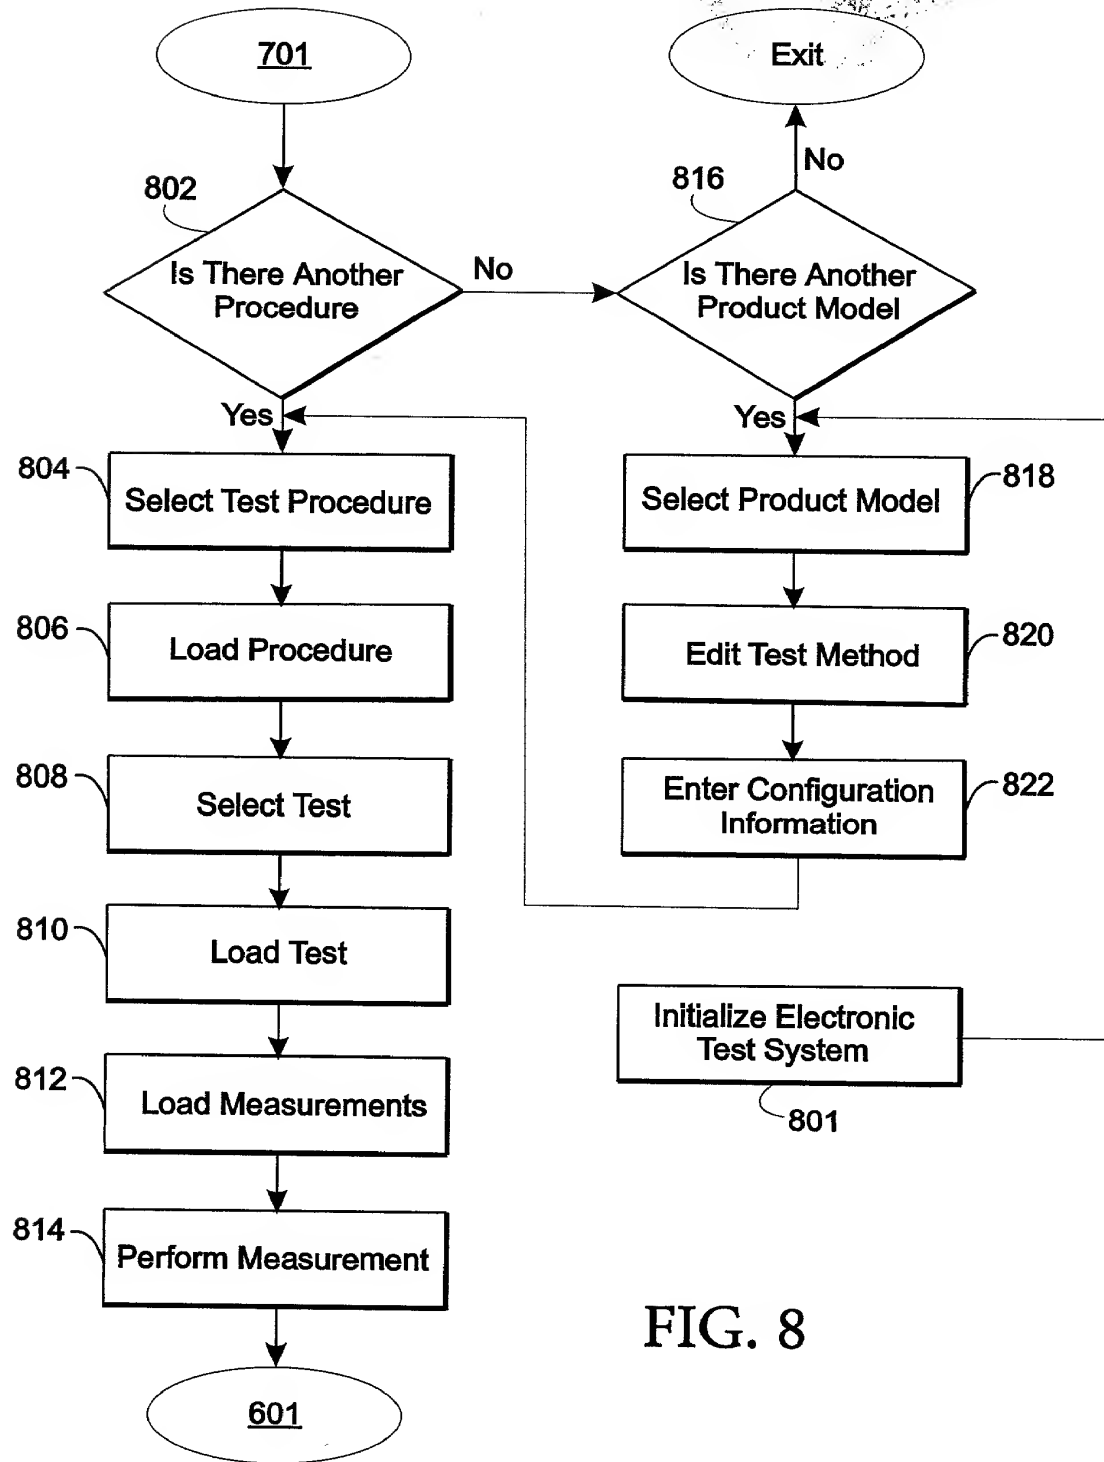 701
Exit
802
Is There Another
Procedure
No
816
No
Is There Another
Product Model
Yes
Yes
804
Select Test Procedure
Select Product Model
818
806
Load Procedure
Edit Test Method
820
808
Select Test
Enter Configuration
Information
822
810
Load Test
Initialize Electronic
Test System
801
812
Load Measurements
814
Perform Measurement
601
FIG. 8